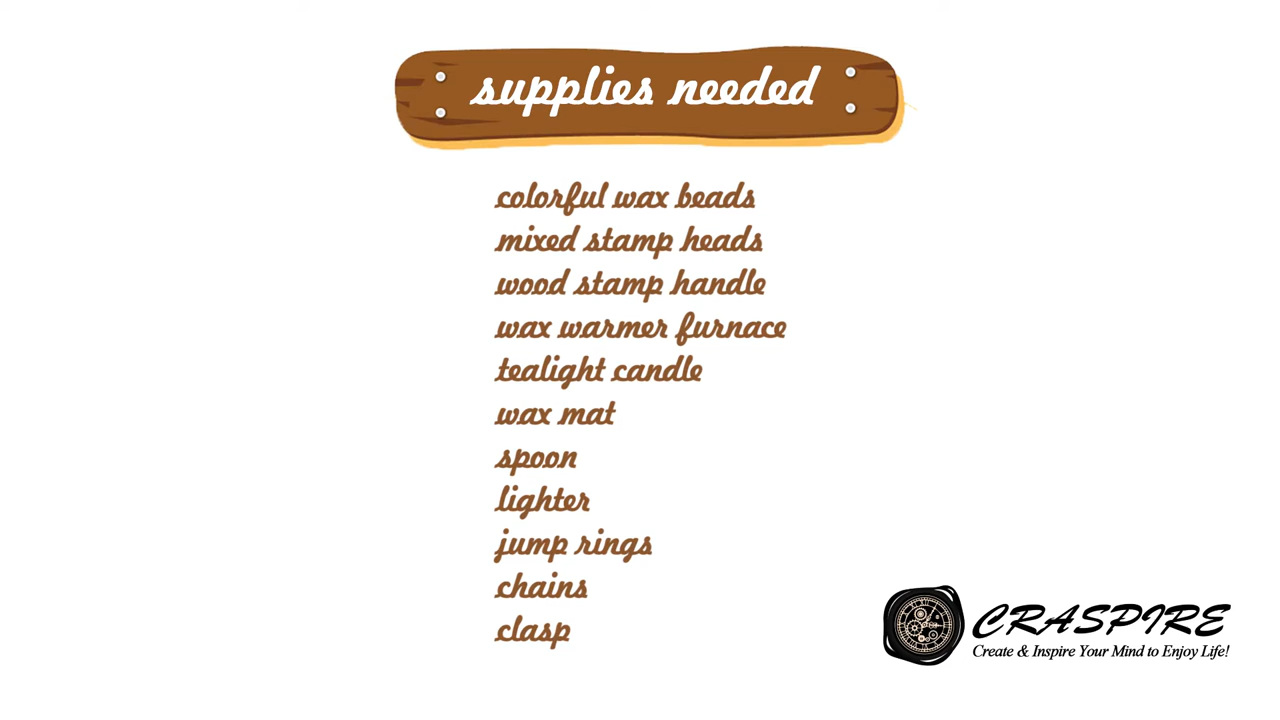 supplies needed
colorful wax beads
mixed stamp heads
wood stamp handle
wax warmer furnace
tealight candle
wax mat
spoon
lighter
jump rings
chains
clasp
CRASPIRE
Create & Inspire Your Mind to Enjoy Life!